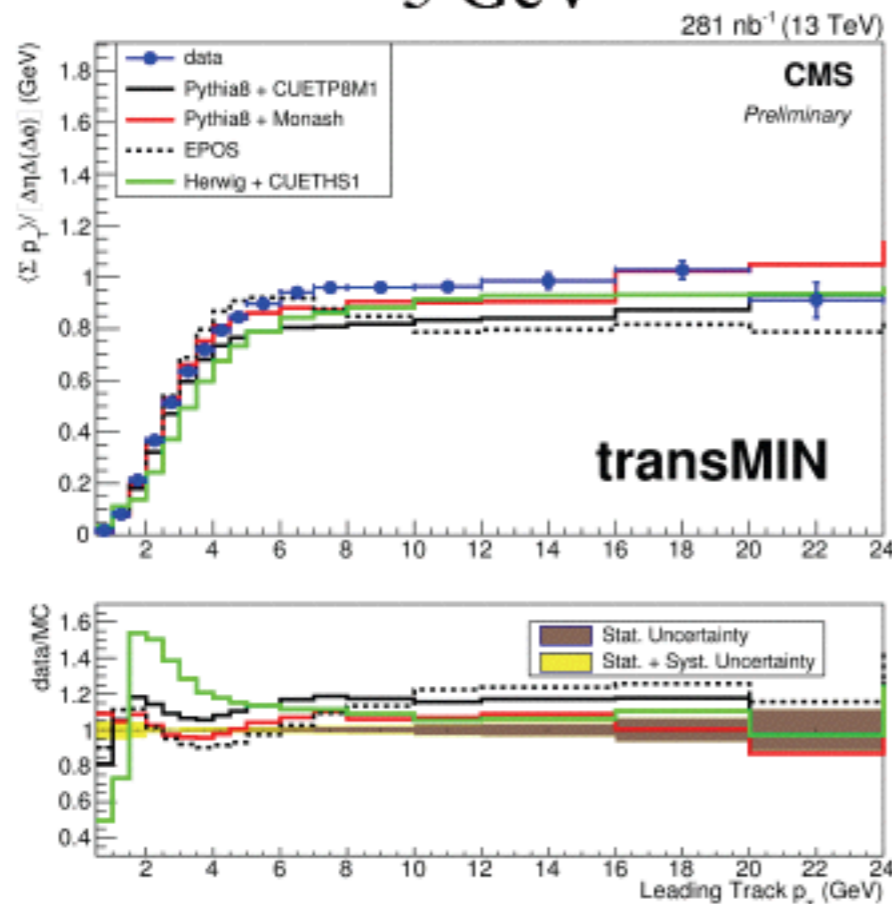 5 GeV
281 nb⁻¹ (13 TeV)
⟨Σ p_T⟩/[ΔηΔ(Δφ)] (GeV)
data
Pythia8 + CUETP8M1
Pythia8 + Monash
EPOS
Herwig + CUETHS1
CMS
Preliminary
1.8
1.6
1.4
1.2
1
0.8
0.6
0.4
0.2
0
transMIN
2 4 6 8 10 12 14 16 18 20 22 24
data/MC
Stat. Uncertainty
Stat. + Syst. Uncertainty
1.6
1.4
1.2
1
0.8
0.6
0.4
2 4 6 8 10 12 14 16 18 20 22 24
Leading Track p_T (GeV)